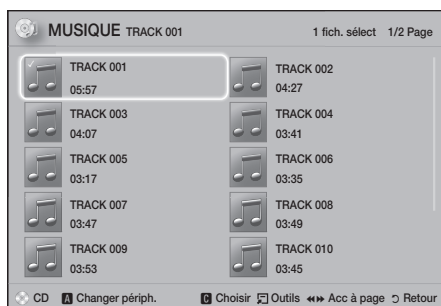 MUSIQUE TRACK 001 1 fich. sélect 1/2 Page
TRACK 001
05:57
TRACK 002
04:27
TRACK 003
04:07
TRACK 004
03:41
TRACK 005
03:17
TRACK 006
03:35
TRACK 007
03:47
TRACK 008
03:49
TRACK 009
03:53
TRACK 010
03:45
CD A Changer périph. C Choisir Outils Acc à page Retour